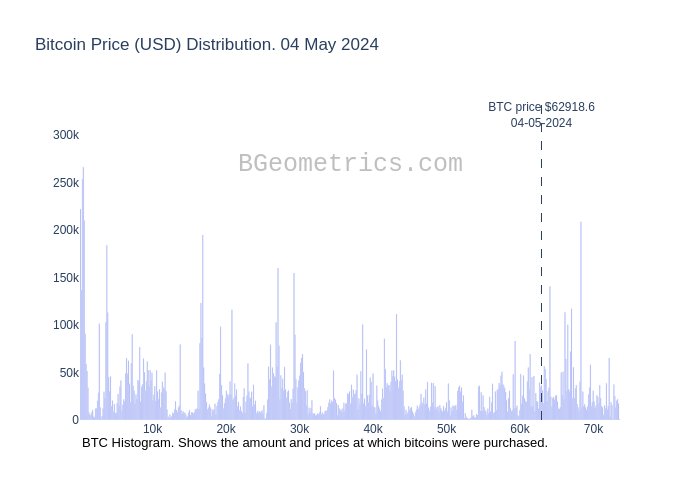 Bitcoin Price (USD) Distribution. 04 May 2024
BTC price $62918.6
04-05-2024
BGeometrics.com
300k
250k
200k
150k
100k
50k
0
10k 20k 30k 40k 50k 60k 70k
BTC Histogram. Shows the amount and prices at which bitcoins were purchased.